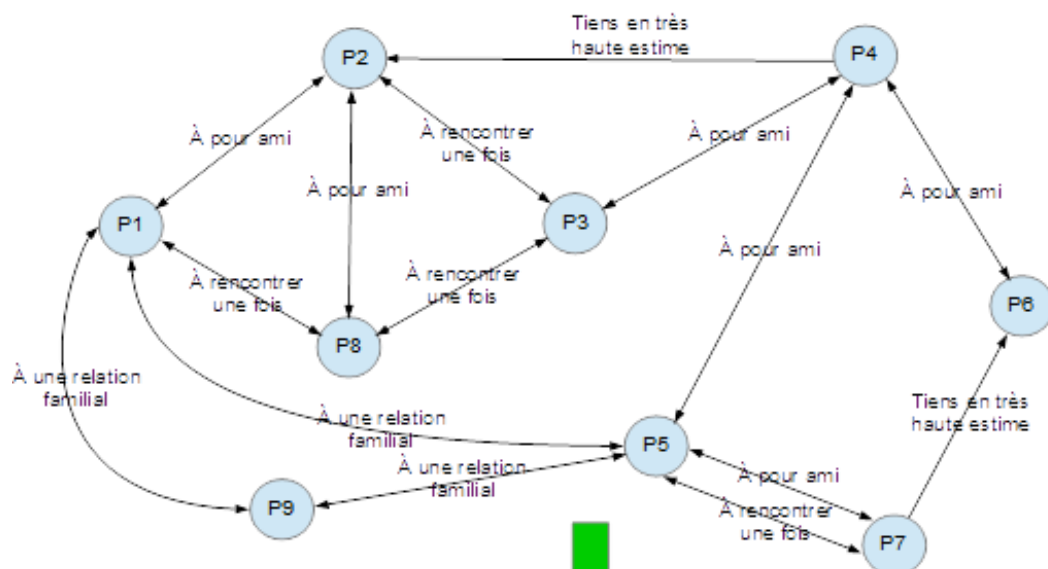 Tiens en très
haute estime
P2
P4
À pour ami
À rencontrer
une fois
À pour ami
À pour ami
À pour ami
P1
P3
À pour ami
À rencontrer
une fois
À rencontrer
une fois
P6
P8
À une relation
familial
Tiens en très
haute estime
À une relation
familial
P5
À une relation
familial
À pour ami
P9
À rencontrer
une fois
P7